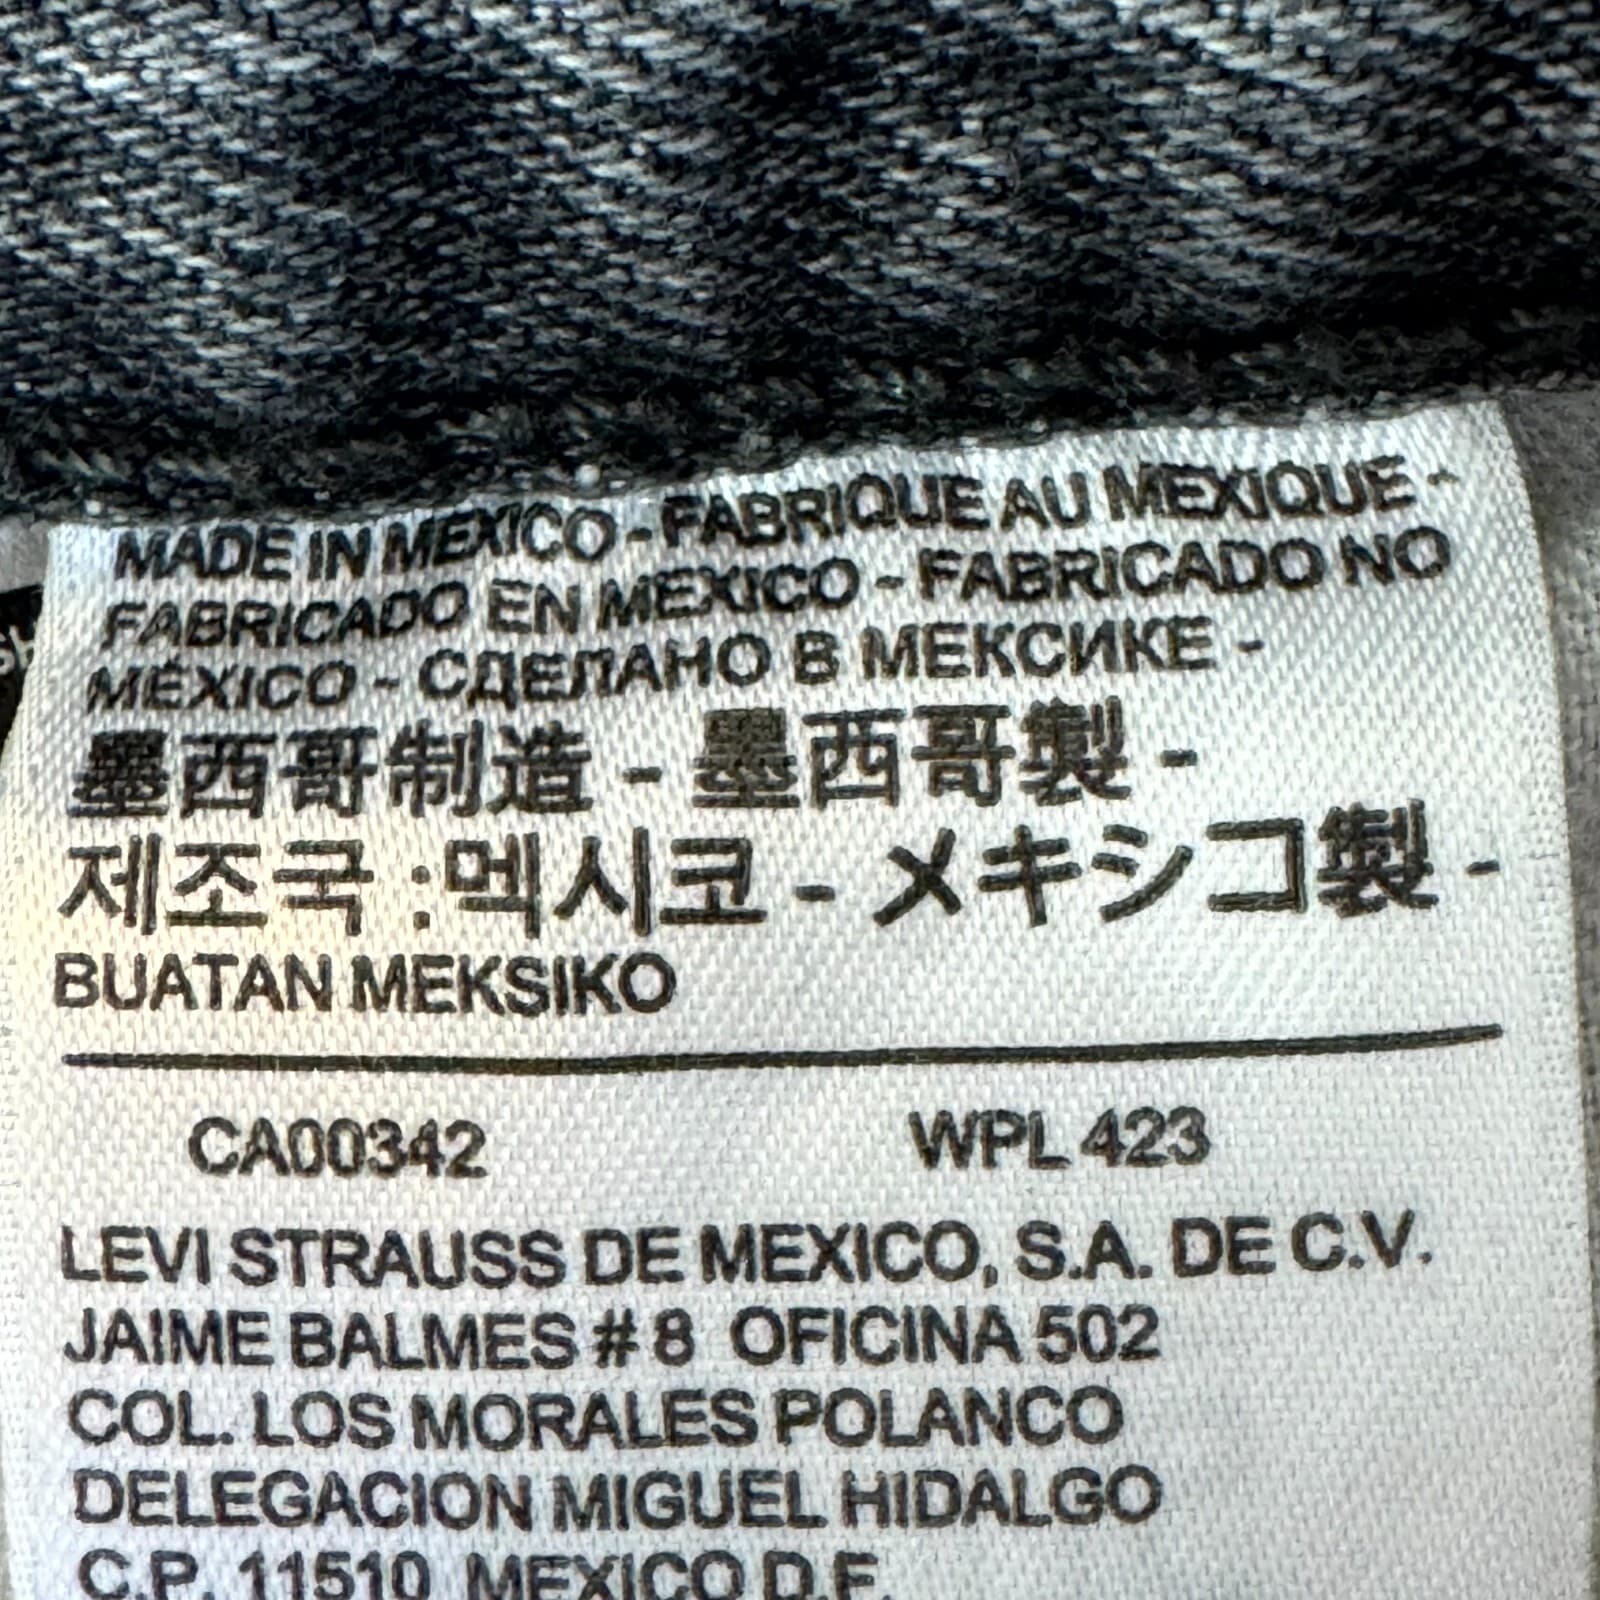 MADE IN MEXICO - FABRIQUE AU MEXIQUE -
FABRICADO EN MEXICO - FABRICADO NO
MÉXICO - СДЕЛАНО В МЕКСИКЕ -
墨西哥制造 - 墨西哥製 -
제조국 : 멕시코 - メキシコ製 -
BUATAN MEKSIKO
CA00342 WPL 423
LEVI STRAUSS DE MEXICO, S.A. DE C.V.
JAIME BALMES # 8 OFICINA 502
COL. LOS MORALES POLANCO
DELEGACION MIGUEL HIDALGO
C.P. 11510 MEXICO D.F.